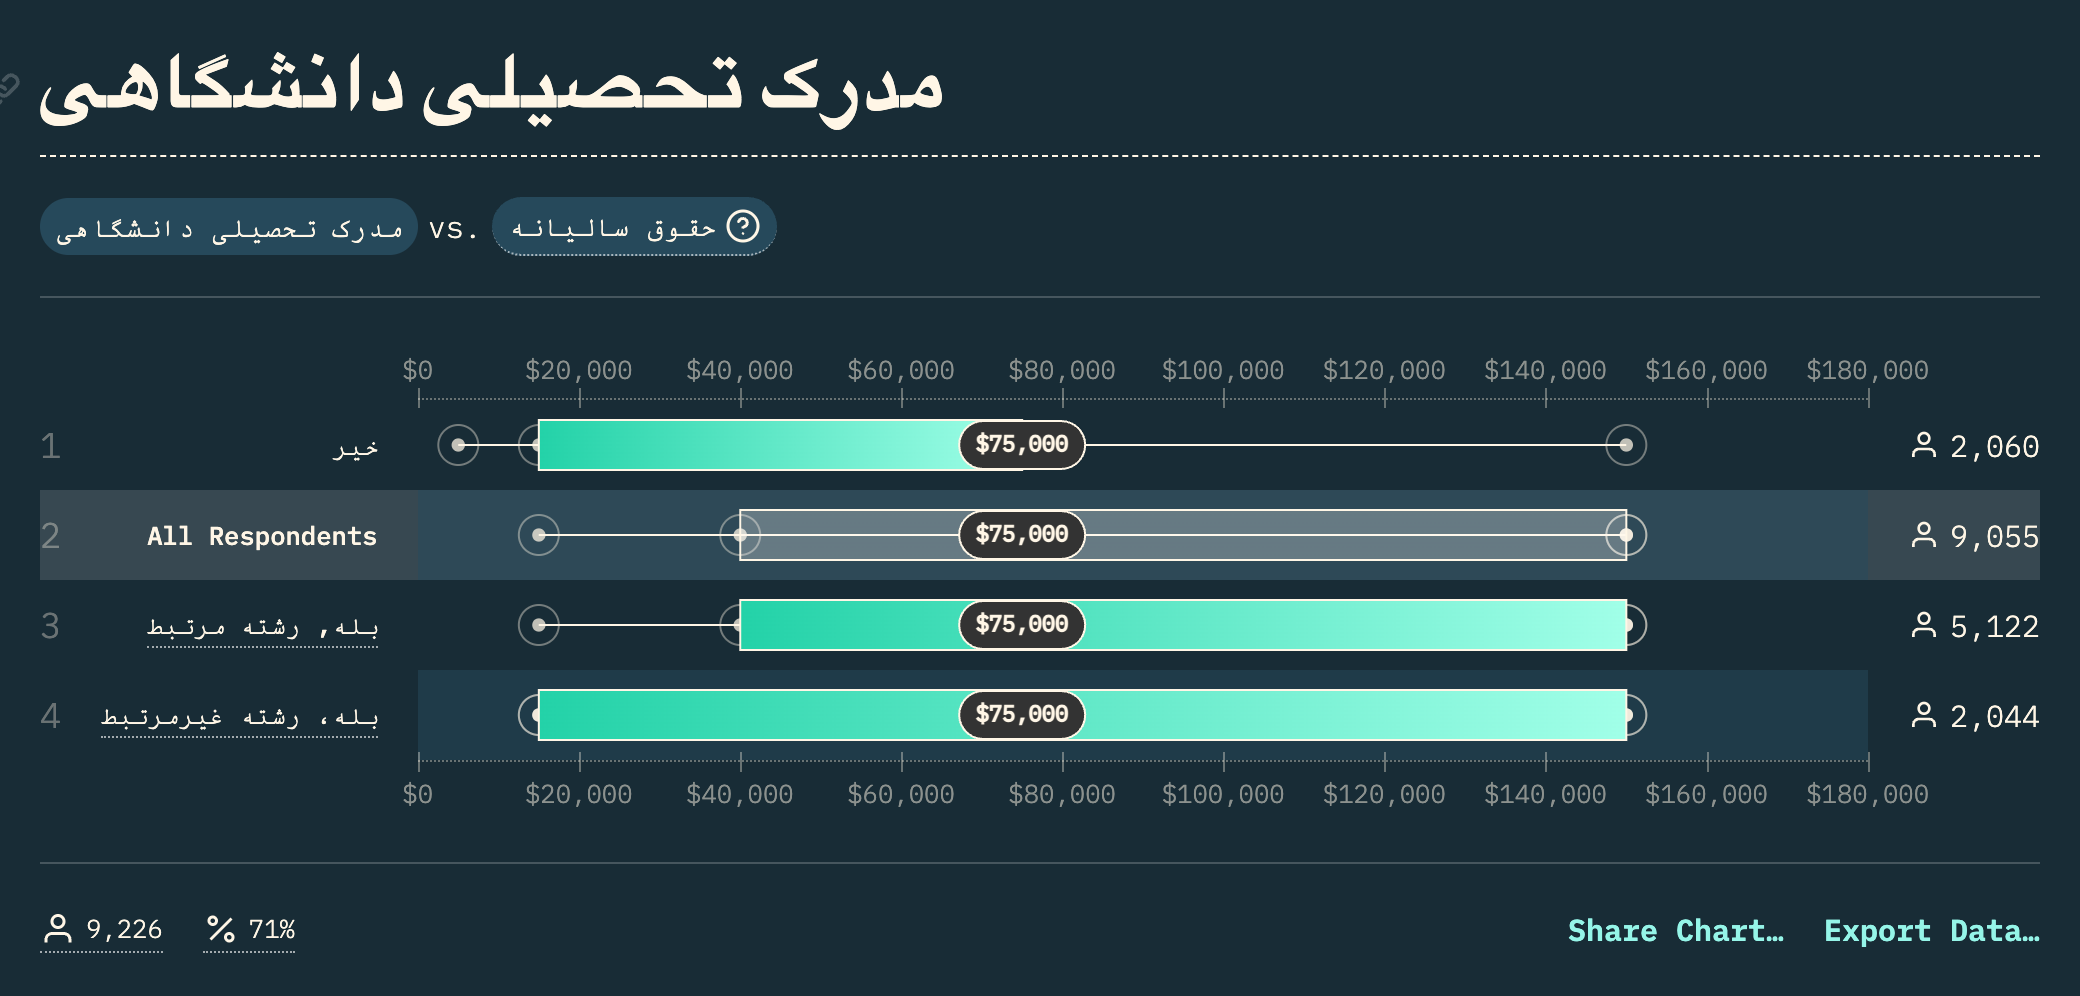 مدرک تحصیلی دانشگاهی
مدرک تحصیلی دانشگاهی vs. حقوق سالیانه
$0 $20,000 $40,000 $60,000 $80,000 $100,000 $120,000 $140,000 $160,000 $180,000
1 خیر $75,000 2,060
2 All Respondents $75,000 9,055
3 بله, رشته مرتبط $75,000 5,122
4 بله، رشته غیرمرتبط $75,000 2,044
$0 $20,000 $40,000 $60,000 $80,000 $100,000 $120,000 $140,000 $160,000 $180,000
9,226 71% Share Chart… Export Data…